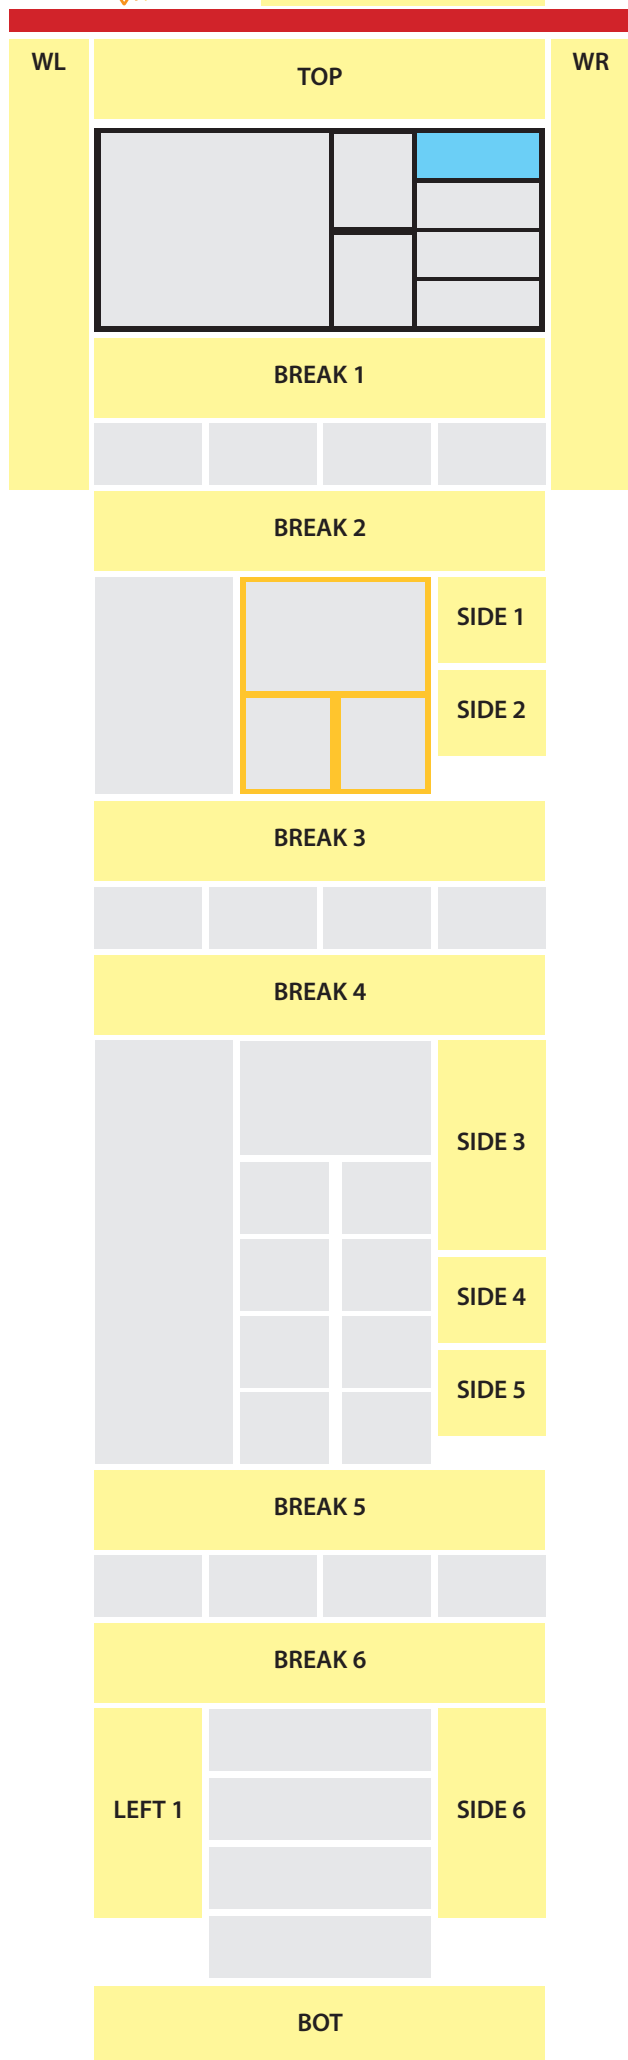 WL
TOP
WR
BREAK 1
BREAK 2
SIDE 1
SIDE 2
BREAK 3
BREAK 4
SIDE 3
SIDE 4
SIDE 5
BREAK 5
BREAK 6
LEFT 1
SIDE 6
BOT